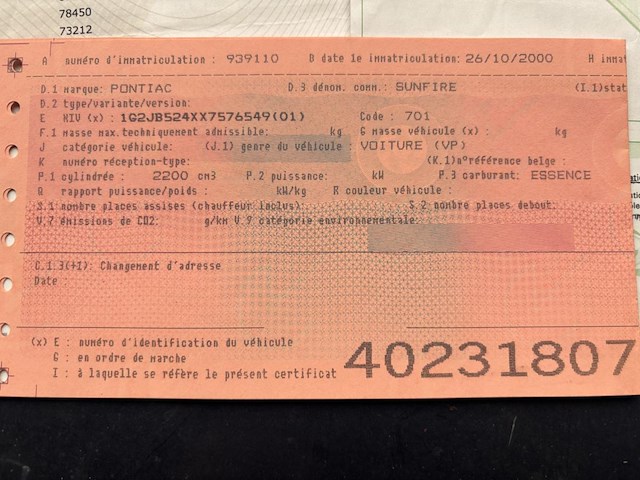 78450
73212
A numéro d'immatriculation : 939110 B date le immatriculation: 26/10/2000 H immat
D.1 marque: PONTIAC D.3 dénom. comm.: SUNFIRE (I.1)stat
D.2 type/variante/version:
E NIV (x) : 1G2JB524XX7576549(01) Code : 701
F.1 Masse max.techniquement admissible: kg G masse véhicule (x) : kg
J catégorie véhicule: (J.1) genre du véhicule : VOITURE (VP)
K numéro réception-type: (K.1)n°référence belge :
P.1 cylindrée : 2200 cm3 P.2 puissance: kW P.3 carburant: ESSENCE
Q rapport puissance/poids : kW/kg R couleur véhicule :
S.1 nombre places assises (chauffeur inclus): S.2 nombre places debout:
V.7 émissions de CO2: g/km V.9 catégorie environnementale:
C.1.3(+I): Changement d'adresse
Date :
(x) E : numéro d'identification du véhicule
G : en ordre de marche
I : à laquelle se réfère le présent certificat
40231807